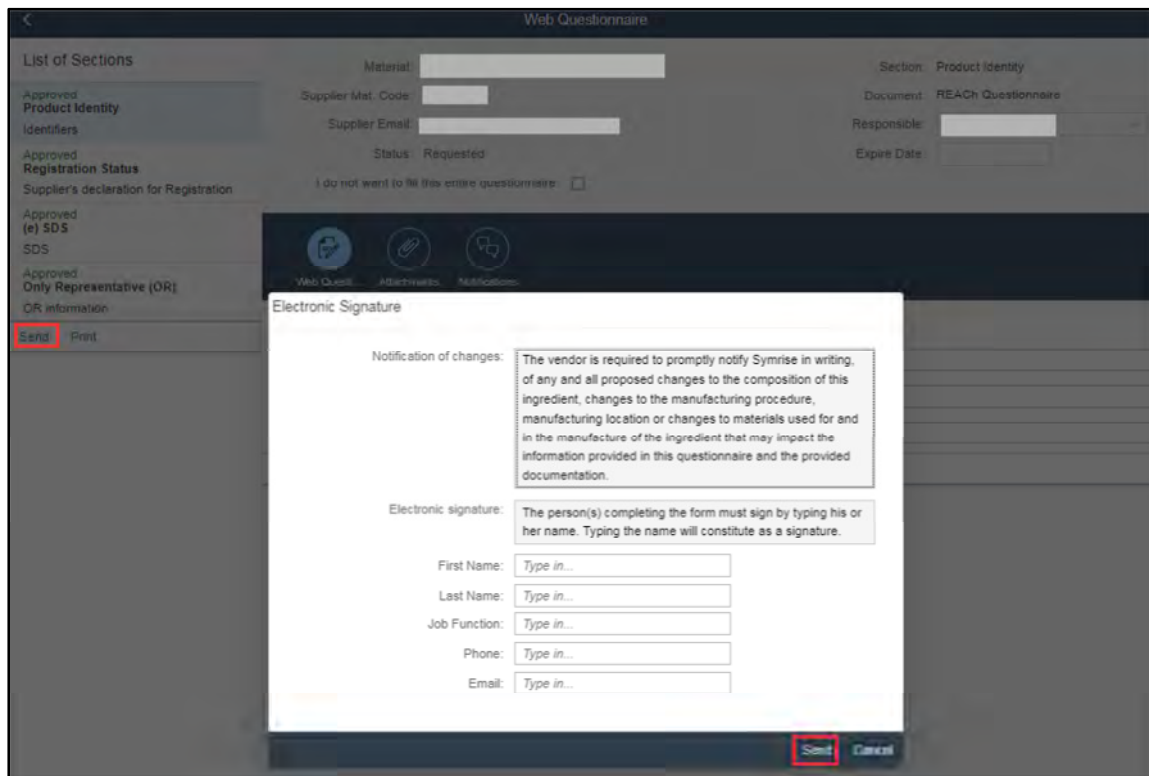 Web Questionnaire
List of Sections
Approved
Product Identity
Identifiers
Approved
Registration Status
Supplier's declaration for Registration
Approved
(e) SDS
SDS
Approved
Only Representative (OR)
OR information
Send Print
Material:
Supplier Mat. Code:
Supplier Email:
Status: Requested
I do not want to fill this entire questionnaire:
Section: Product Identity
Document: REACh Questionnaire
Responsible:
Expire Date:
Web Questi... Attachments Notifications
Electronic Signature
Notification of changes:
The vendor is required to promptly notify Symrise in writing,
of any and all proposed changes to the composition of this
ingredient, changes to the manufacturing procedure,
manufacturing location or changes to materials used for and
in the manufacture of the ingredient that may impact the
information provided in this questionnaire and the provided
documentation.
Electronic signature:
The person(s) completing the form must sign by typing his or
her name. Typing the name will constitute as a signature.
First Name: Type in...
Last Name: Type in...
Job Function: Type in...
Phone: Type in...
Email: Type in...
Send Cancel